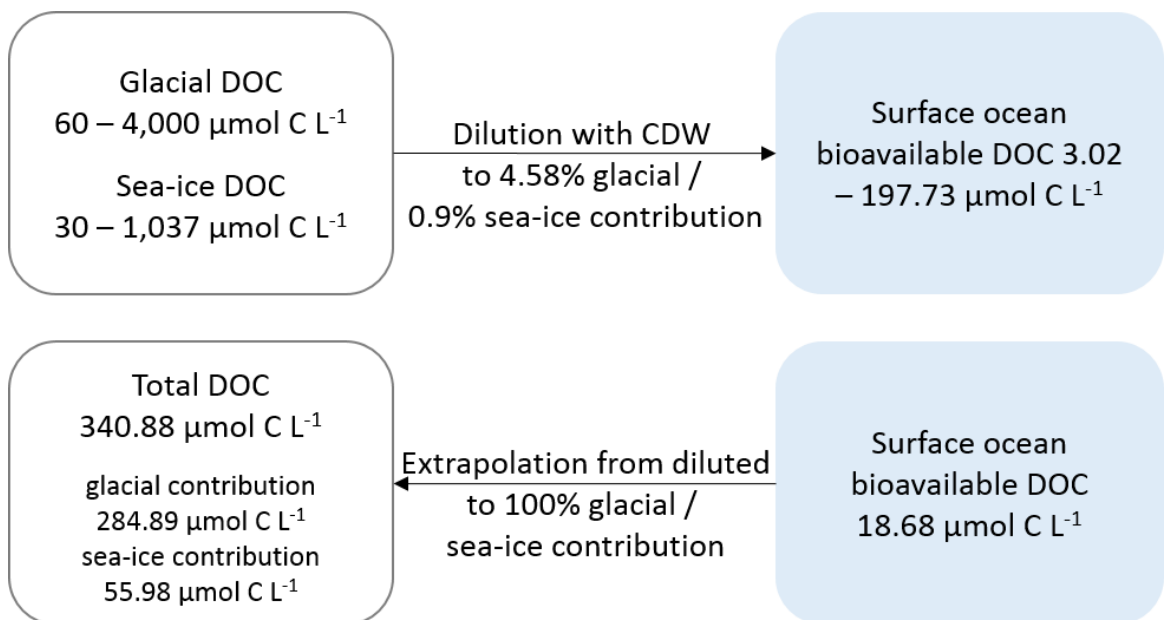 Glacial DOC
60 – 4,000 µmol C L⁻¹
Sea-ice DOC
30 – 1,037 µmol C L⁻¹
Dilution with CDW
to 4.58% glacial /
0.9% sea-ice contribution
Surface ocean
bioavailable DOC 3.02
– 197.73 µmol C L⁻¹
Total DOC
340.88 µmol C L⁻¹
glacial contribution
284.89 µmol C L⁻¹
sea-ice contribution
55.98 µmol C L⁻¹
Extrapolation from diluted
to 100% glacial /
sea-ice contribution
Surface ocean
bioavailable DOC
18.68 µmol C L⁻¹